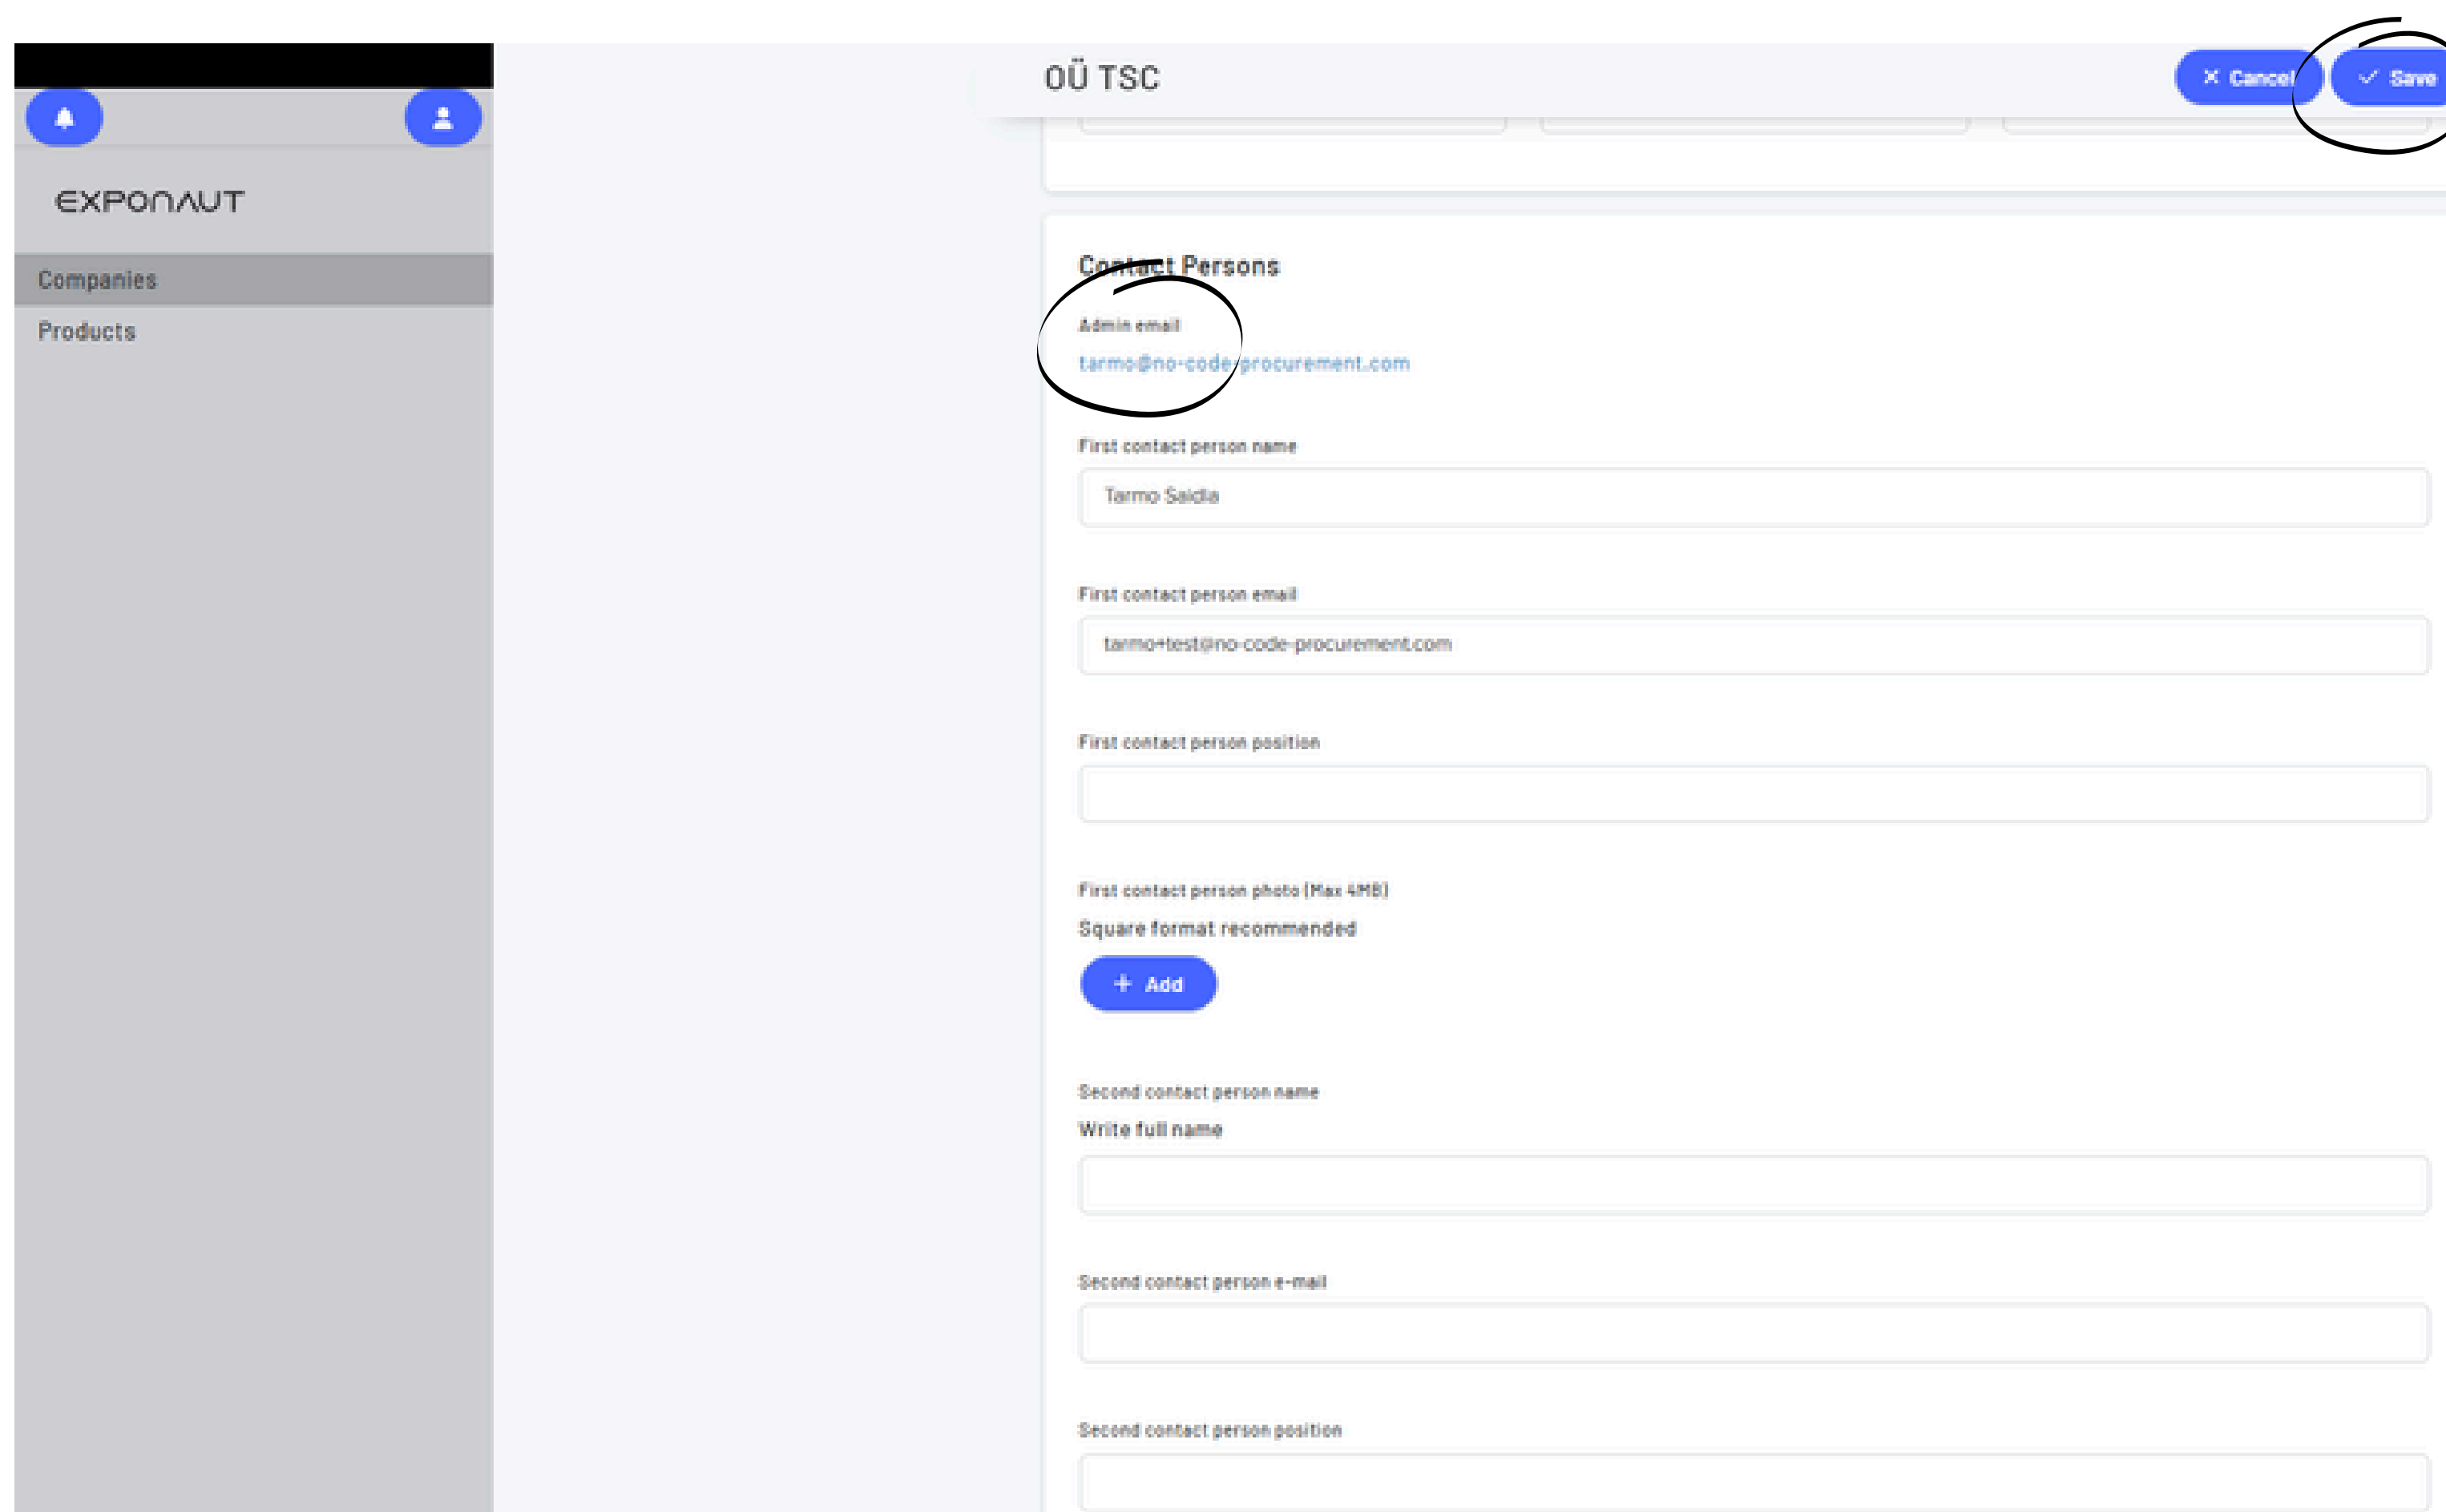 OÜ TSC
Cancel
Save
EXPONAUT
Companies
Products
Contact Persons
Admin email
tarmo@no-code-procurement.com
First contact person name
Tarmo Saidla
First contact person email
tarmo+test@no-code-procurement.com
First contact person position
First contact person photo (Max 4MB)
Square format recommended
+ Add
Second contact person name
Write full name
Second contact person e-mail
Second contact person position